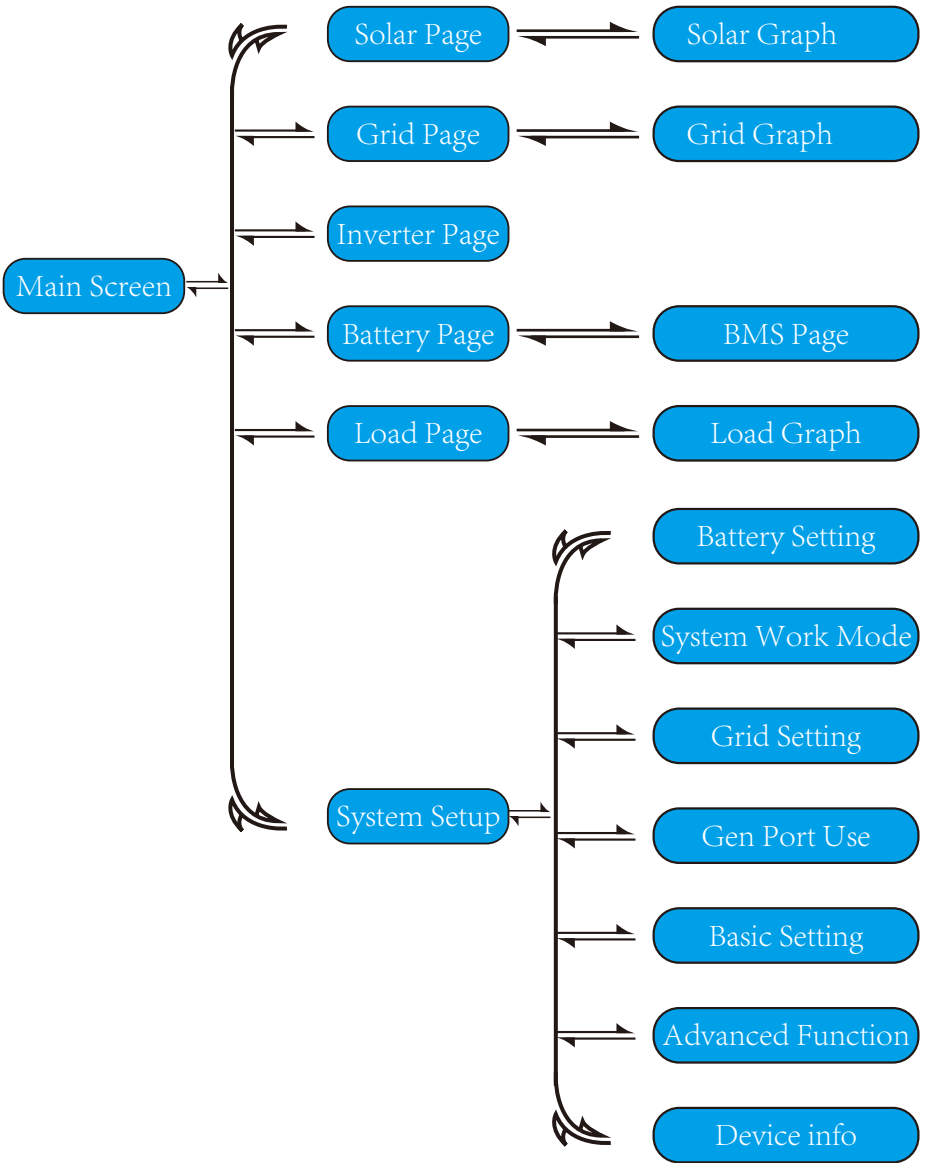 Solar Page
Solar Graph
Grid Page
Grid Graph
Inverter Page
Main Screen
Battery Page
BMS Page
Load Page
Load Graph
Battery Setting
System Work Mode
Grid Setting
System Setup
Gen Port Use
Basic Setting
Advanced Function
Device info